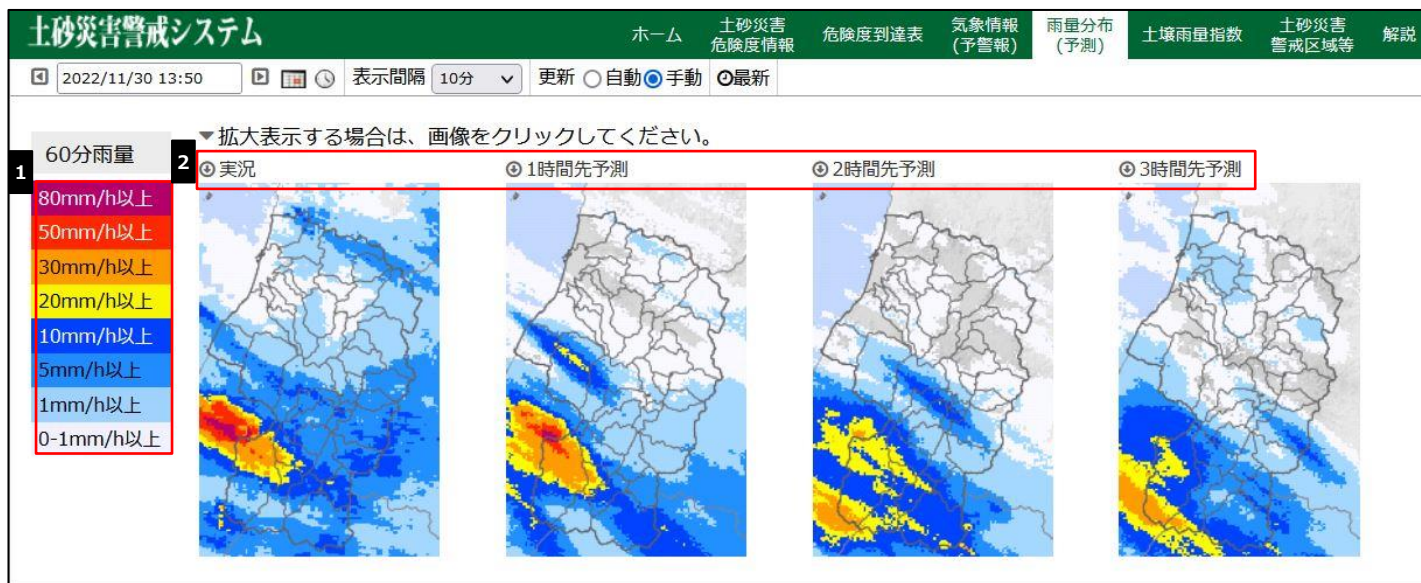 土砂災害警戒システム
ホーム
土砂災害
危険度情報
危険度到達表
気象情報
(予警報)
雨量分布
(予測)
土壌雨量指数
土砂災害
警戒区域等
解説
2022/11/30 13:50
表示間隔 10分
更新 自動 手動
最新
▼拡大表示する場合は、画像をクリックしてください。
60分雨量
1
80mm/h以上
50mm/h以上
30mm/h以上
20mm/h以上
10mm/h以上
5mm/h以上
1mm/h以上
0-1mm/h以上
2
実況
1時間先予測
2時間先予測
3時間先予測